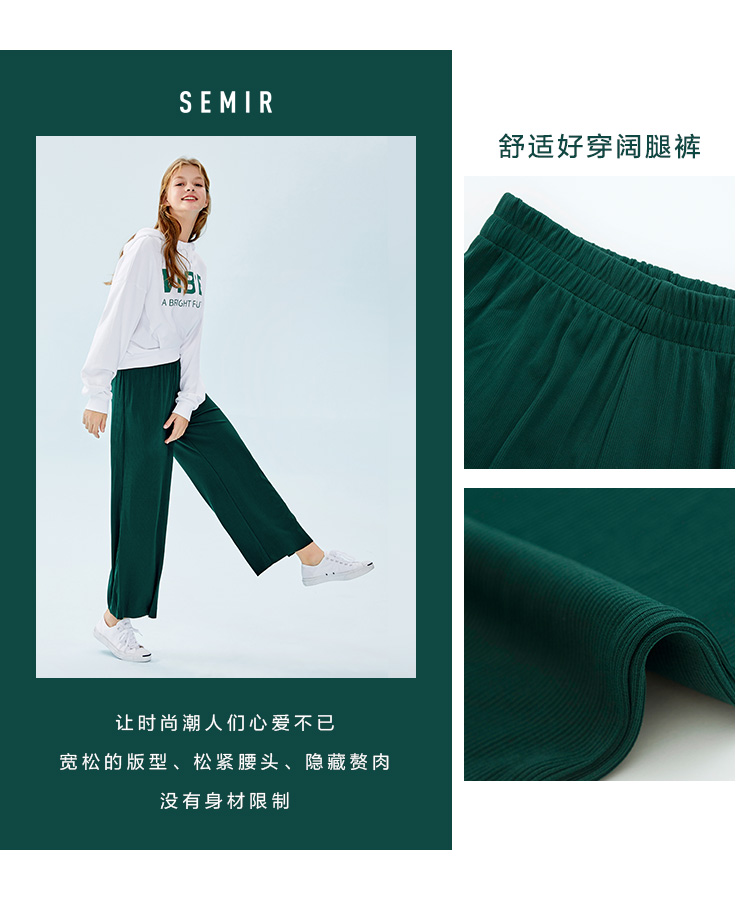 SEMIR
舒适好穿阔腿裤
A BRIGHT FU
让时尚潮人们心爱不已
宽松的版型、松紧腰头、隐藏赘肉
没有身材限制